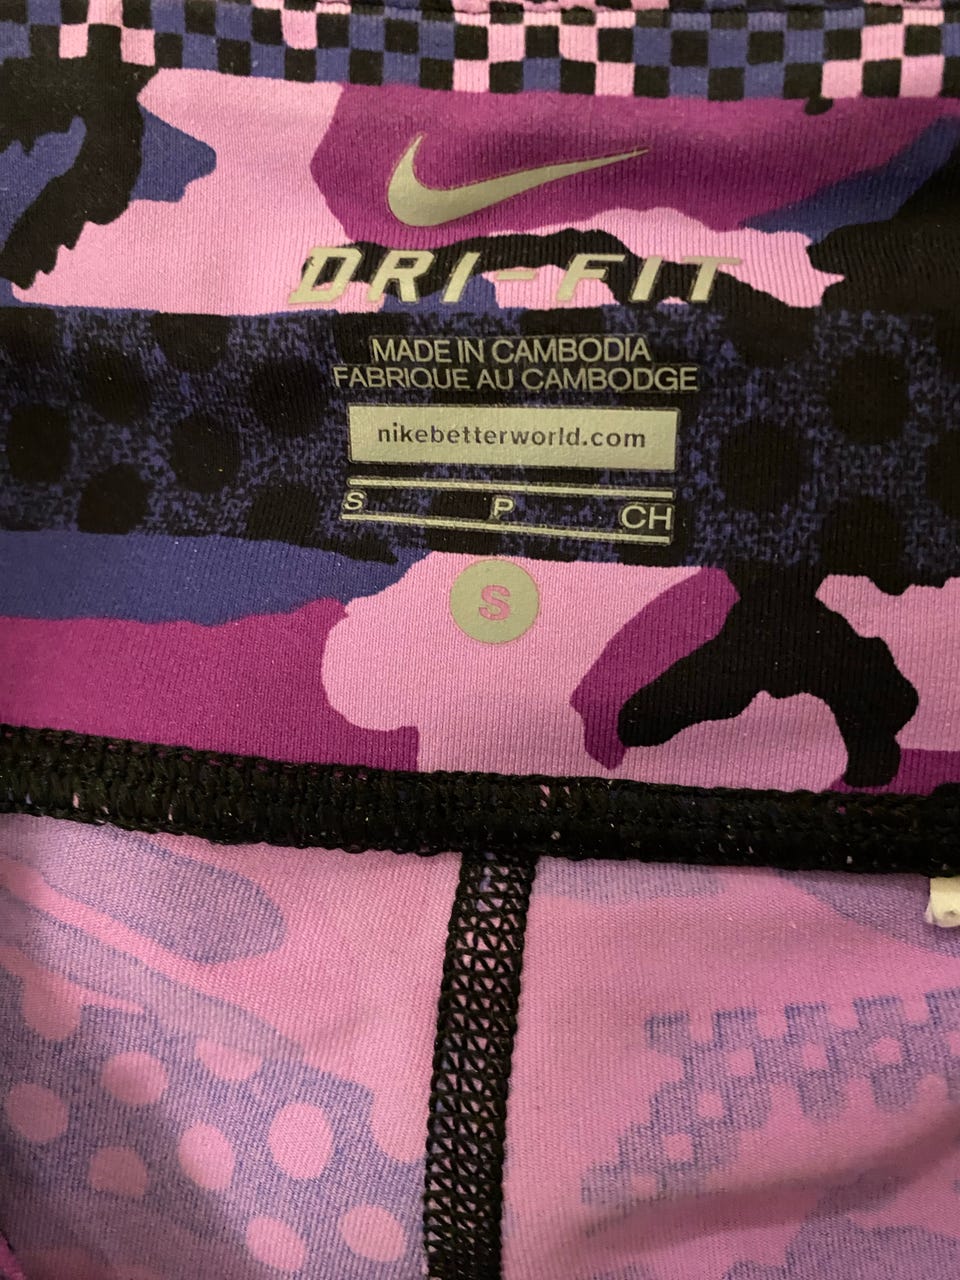 DRI-FIT
MADE IN CAMBODIA
FABRIQUE AU CAMBODGE
nikebetterworld.com
S P CH
S